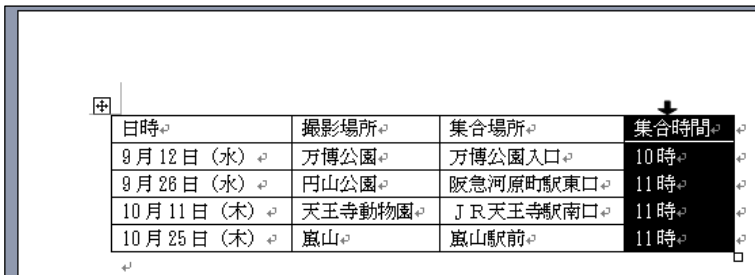 日時 撮影場所 集合場所 集合時間
9月12日（水） 万博公園 万博公園入口 10時
9月26日（水） 円山公園 阪急河原町駅東口 11時
10月11日（木） 天王寺動物園 ＪＲ天王寺駅南口 11時
10月25日（木） 嵐山 嵐山駅前 11時